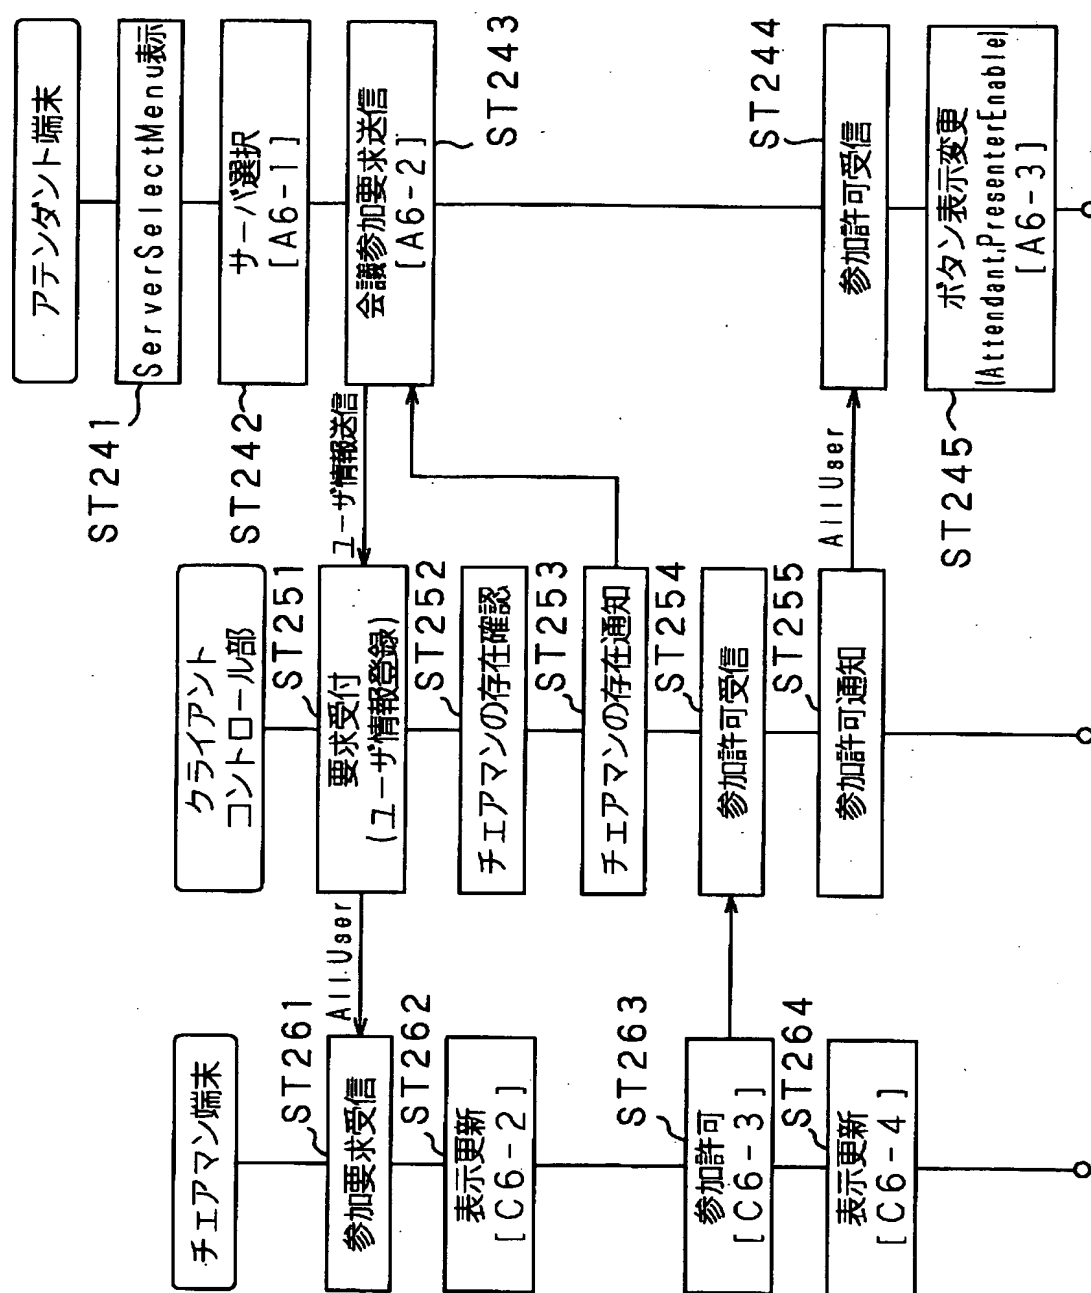 チェアマン端末
ST261
参加要求受信
ST262
表示更新
[C6-2]
ST263
参加許可
[C6-3]
ST264
表示更新
[C6-4]
All User
クライアント
コントロール部
ST251
要求受付
(ユーザ情報登録)
ST252
チェアマンの存在確認
ST253
チェアマンの存在通知
ST254
参加許可受信
ST255
参加許可通知
ユーザ情報送信
All User
アテンダント端末
ST241
ServerSelectMenu表示
ST242
サーバ選択
[A6-1]
会議参加要求送信
[A6-2]
ST243
参加許可受信
ST244
ボタン表示変更
(Attendant,PresenterEnable)
[A6-3]
ST245